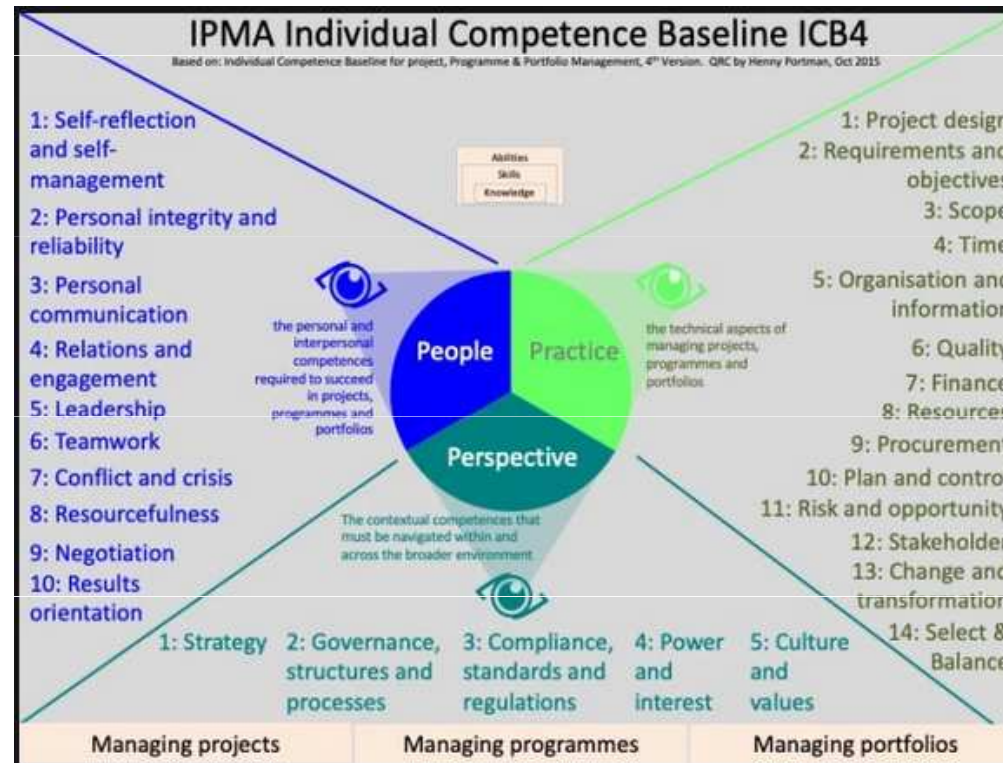 IPMA Individual Competence Baseline ICB4
Based on: Individual Competence Baseline for project, Programme & Portfolio Management, 4th Version. QRC by Henny Portman, Oct 2015
1: Self-reflection
and self-
management
2: Personal integrity and
reliability
3: Personal
communication
4: Relations and
engagement
5: Leadership
6: Teamwork
7: Conflict and crisis
8: Resourcefulness
9: Negotiation
10: Results
orientation
Abilities
Skills
Knowledge
the personal and
interpersonal
competences
required to succeed
in projects,
programmes and
portfolios
People
Practice
Perspective
the technical aspects of
managing projects,
programmes and
portfolios
The contextual competences that
must be navigated within and
across the broader environment
1: Project design
2: Requirements and
objectives
3: Scope
4: Time
5: Organisation and
information
6: Quality
7: Finance
8: Resources
9: Procurement
10: Plan and control
11: Risk and opportunity
12: Stakeholder
13: Change and
transformation
14: Select &
Balance
1: Strategy
2: Governance,
structures and
processes
3: Compliance,
standards and
regulations
4: Power
and
interest
5: Culture
and
values
Managing projects
Managing programmes
Managing portfolios